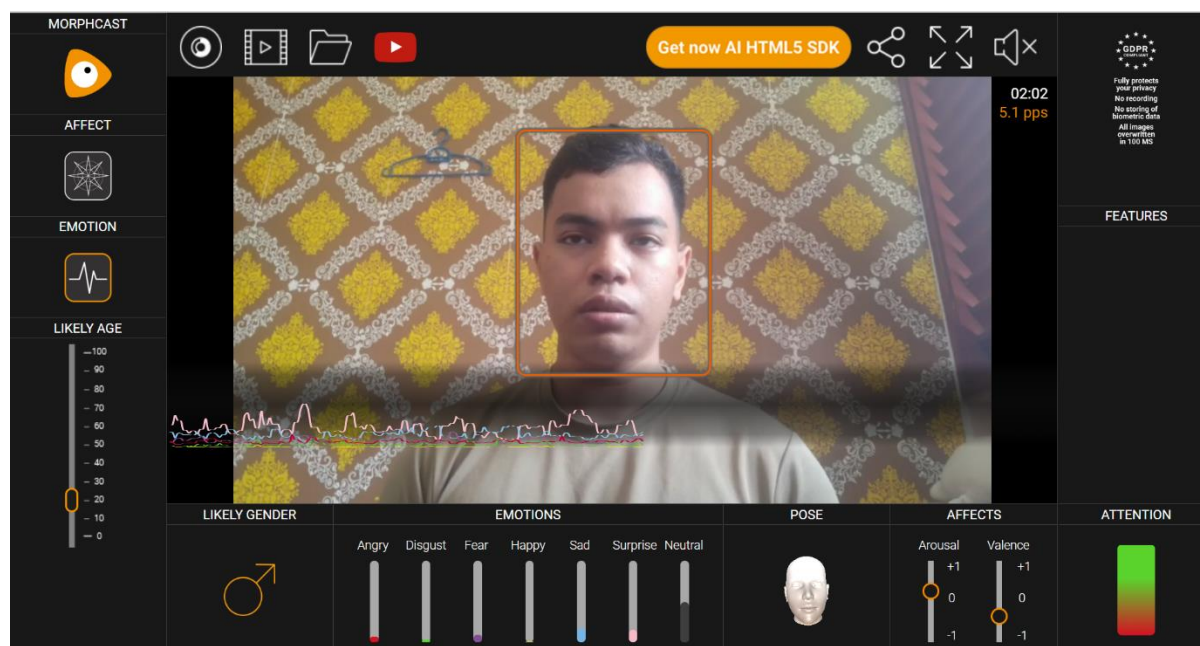 MORPHCAST
AFFECT
EMOTION
LIKELY AGE
100
90
80
70
60
50
40
30
20
10
0
Get now AI HTML5 SDK
02:02
5.1 pps
GDPR
COMPLIANT
Fully protects
your privacy
No recording
No storing of
biometric data
All images
overwritten
in 100 MS
FEATURES
LIKELY GENDER
EMOTIONS
Angry Disgust Fear Happy Sad Surprise Neutral
POSE
AFFECTS
Arousal Valence
+1 +1
0 0
-1 -1
ATTENTION